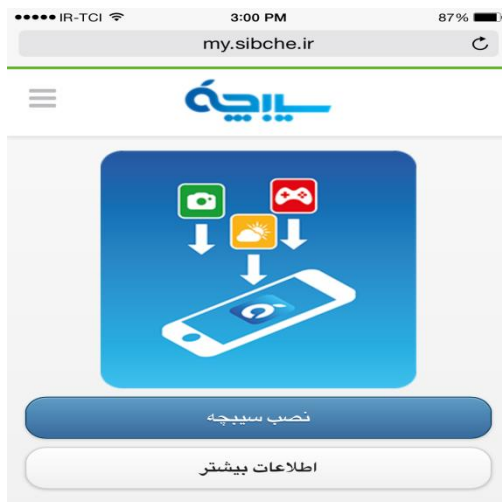 IR-TCI 3:00 PM 87%
my.sibche.ir
سیبچه
نصب سیبچه
اطلاعات بیشتر